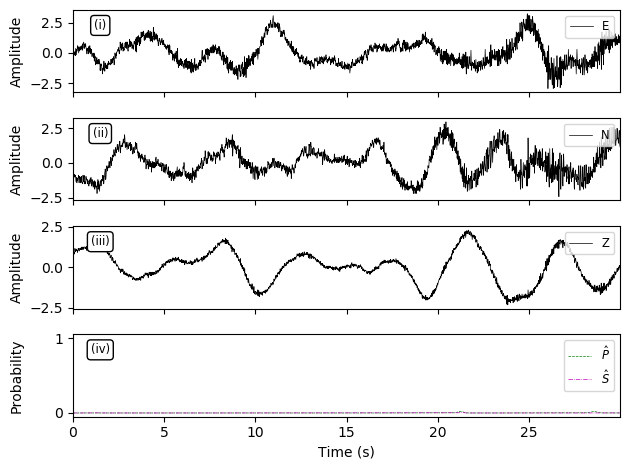 (i)
E
Amplitude
2.5
0.0
−2.5
(ii)
N
Amplitude
2.5
0.0
−2.5
(iii)
Z
Amplitude
2.5
0.0
−2.5
(iv)
P̂
Ŝ
Probability
1
0
0 5 10 15 20 25
Time (s)